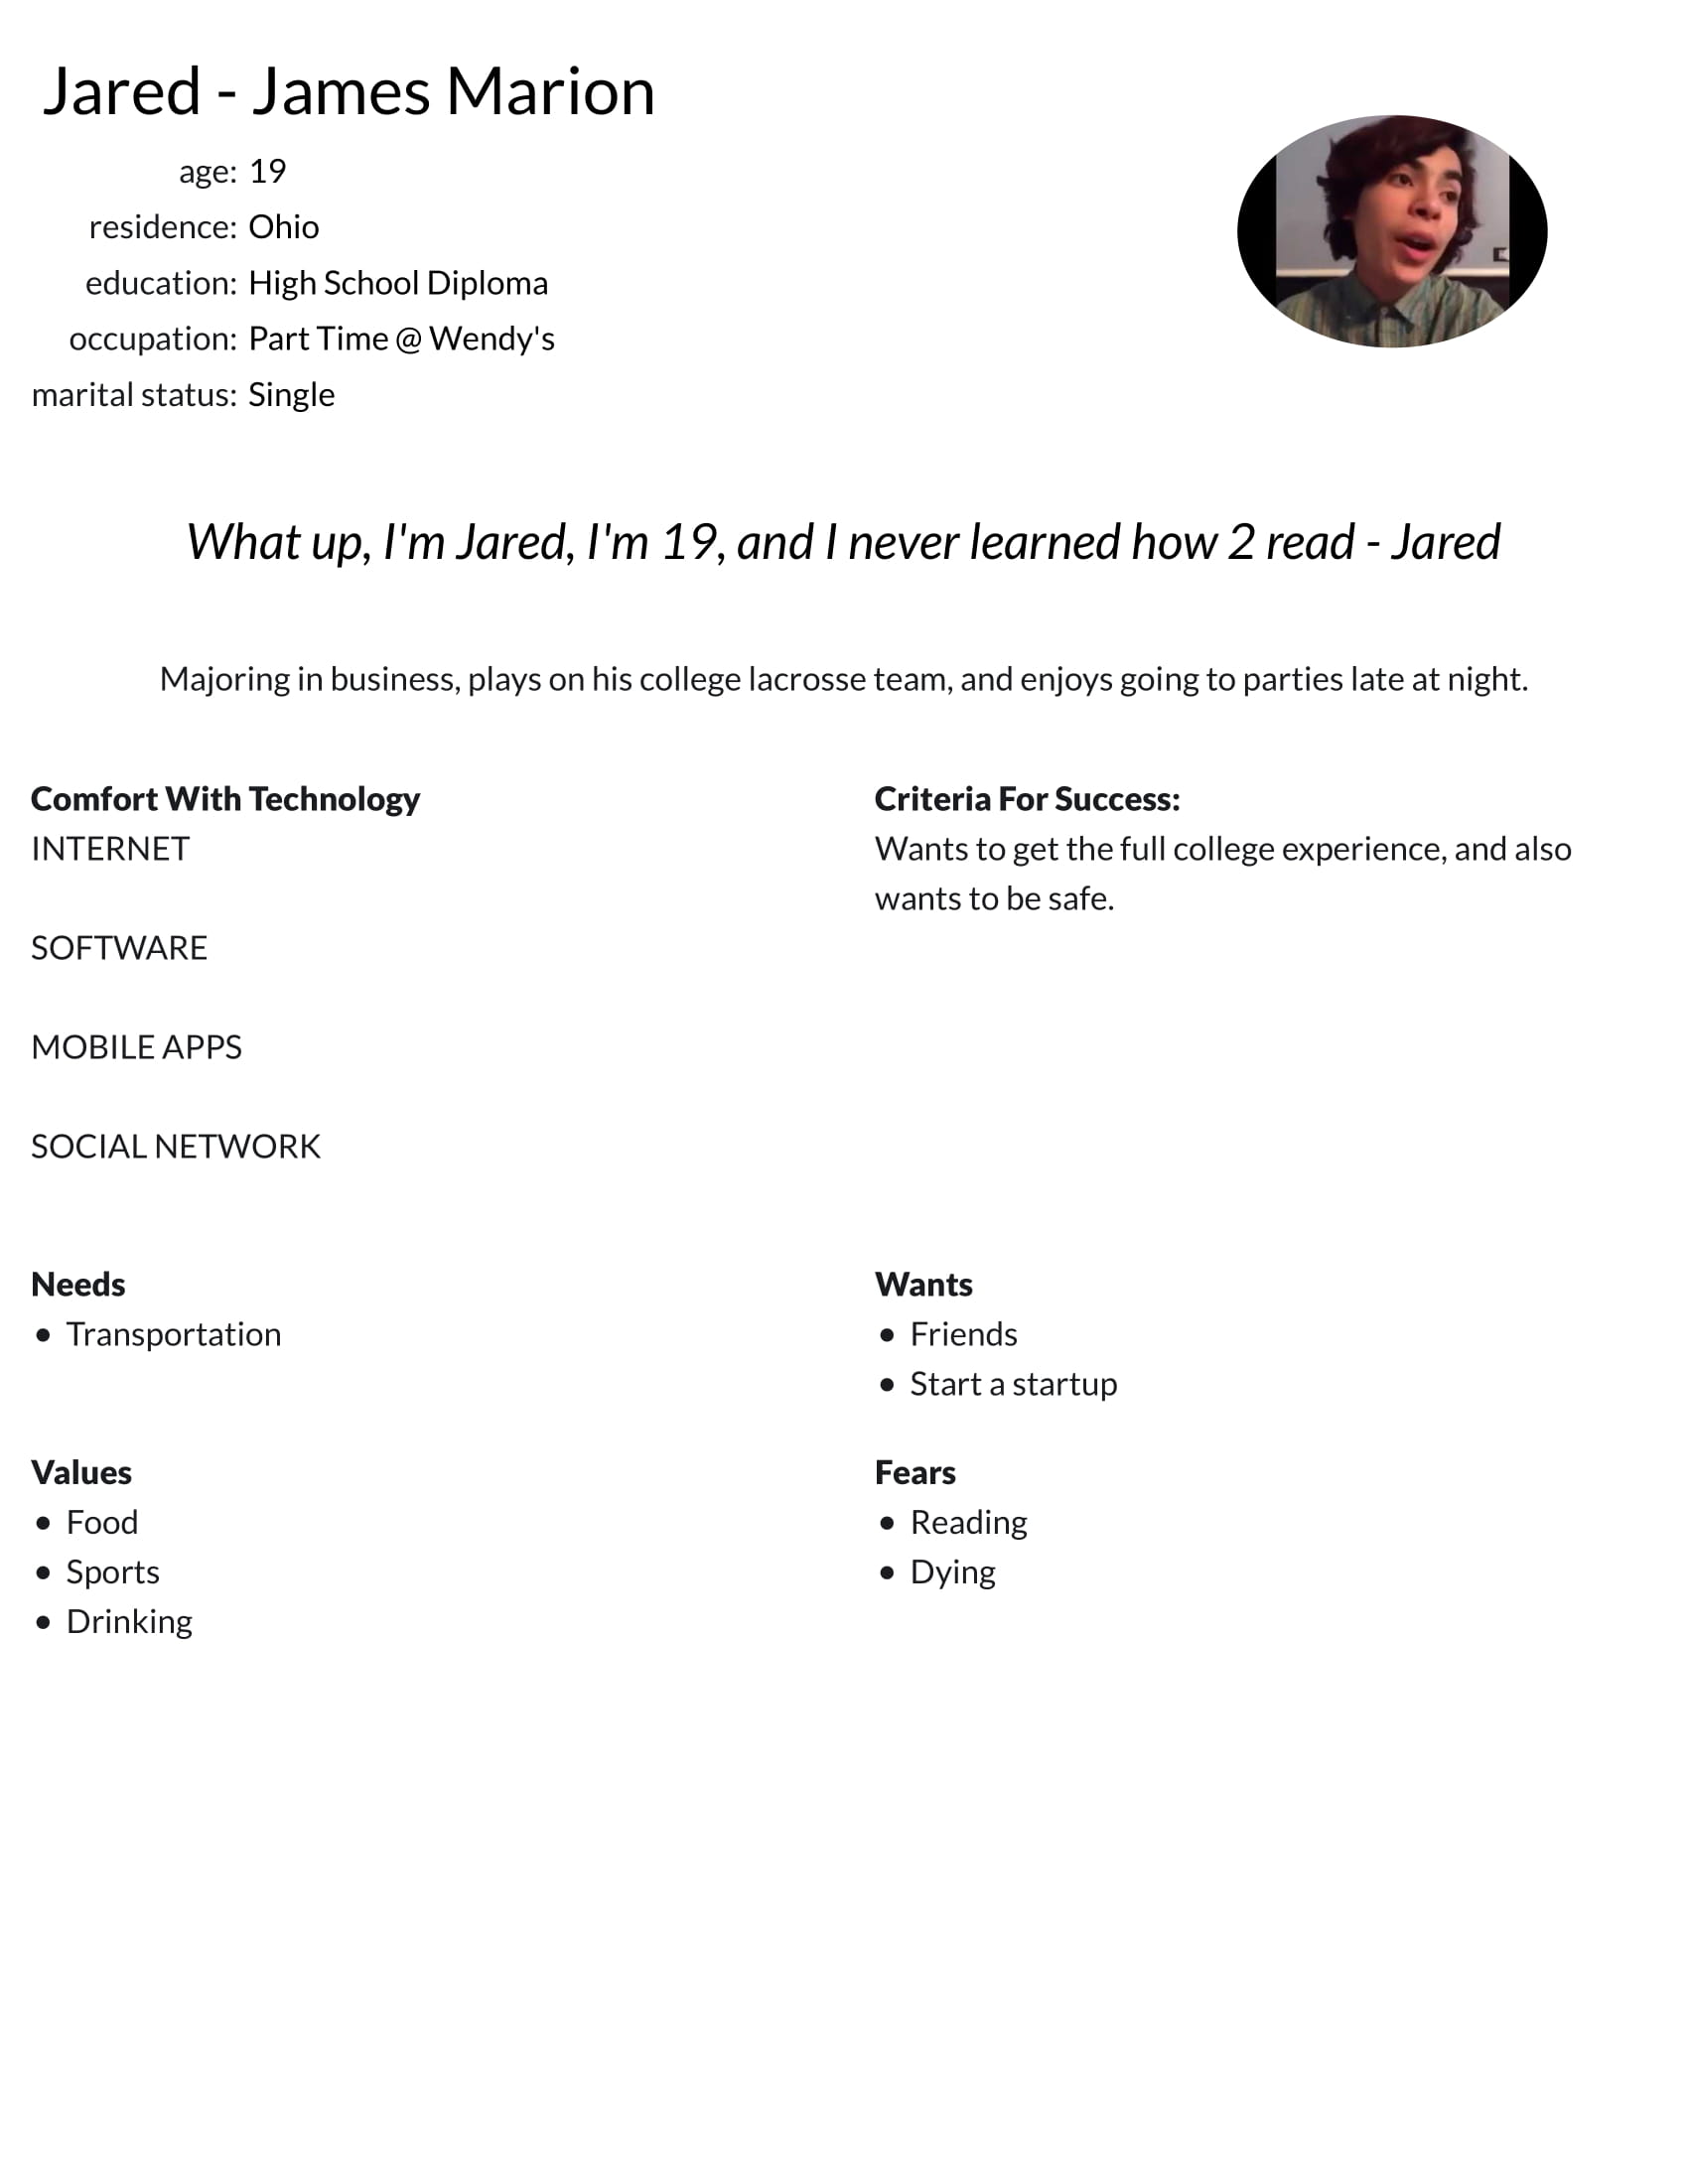 Jared - James Marion
age: 19
residence: Ohio
education: High School Diploma
occupation: Part Time @ Wendy's
marital status: Single
What up, I'm Jared, I'm 19, and I never learned how 2 read - Jared
Majoring in business, plays on his college lacrosse team, and enjoys going to parties late at night.
Comfort With Technology
INTERNET
SOFTWARE
MOBILE APPS
SOCIAL NETWORK
Criteria For Success:
Wants to get the full college experience, and also
wants to be safe.
Needs
• Transportation
Wants
• Friends
• Start a startup
Values
• Food
• Sports
• Drinking
Fears
• Reading
• Dying